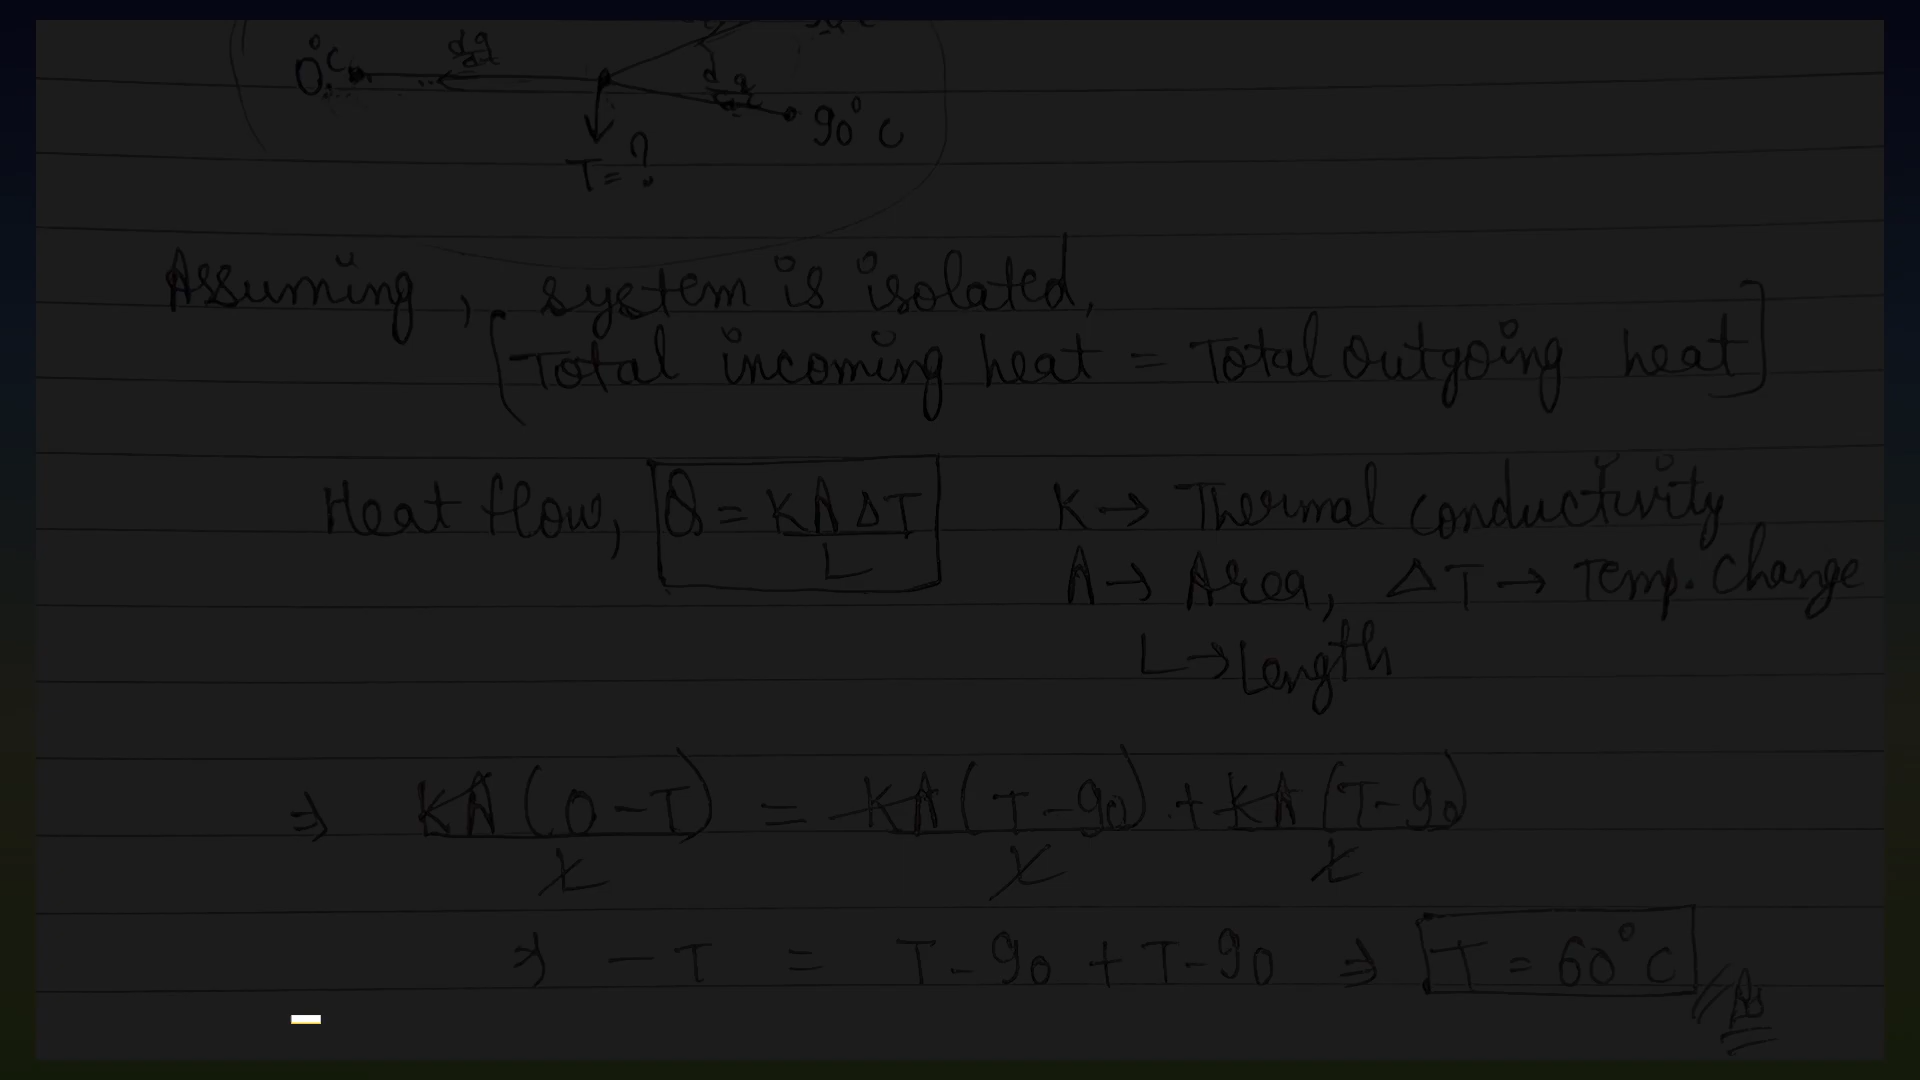 0°C
dq/dt
dq/dt
90°C
T = ?
Assuming, system is isolated,
[Total incoming heat = Total outgoing heat]
Heat flow, Q = KAΔT/L
K → Thermal conductivity
A → Area, ΔT → Temp. Change
L → Length
⇒ KA(0-T)/L = KA(T-90)/L + KA(T-90)/L
⇒ -T = T-90 + T-90 ⇒ T = 60°C